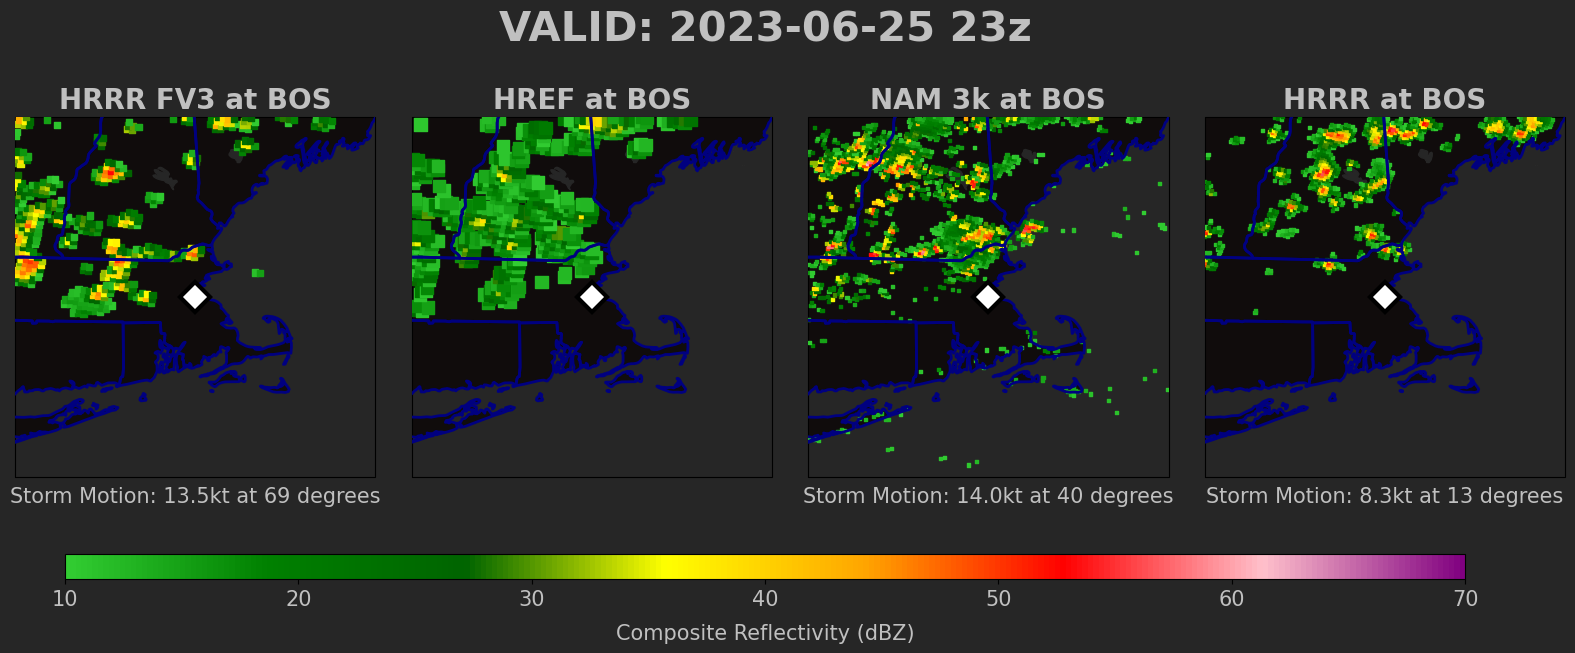 VALID: 2023-06-25 23z
HRRR FV3 at BOS
HREF at BOS
NAM 3k at BOS
HRRR at BOS
Storm Motion: 13.5kt at 69 degrees
Storm Motion: 14.0kt at 40 degrees
Storm Motion: 8.3kt at 13 degrees
10 20 30 40 50 60 70
Composite Reflectivity (dBZ)